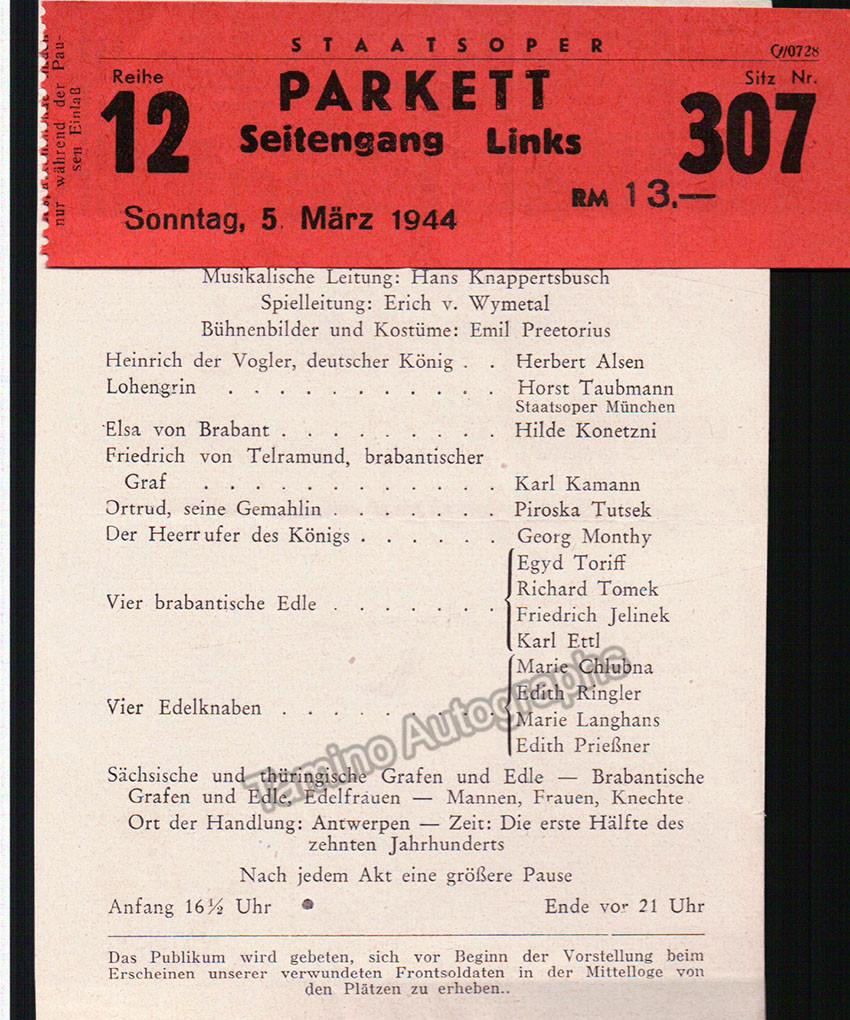 STAATSOPER
Reihe
12
PARKETT
Seitengang Links
Sitz Nr.
307
RM 13.—
Sonntag, 5. März 1944
nur während der Pau-
sen Einlaß
Musikalische Leitung: Hans Knappertsbusch
Spielleitung: Erich v. Wymetal
Bühnenbilder und Kostüme: Emil Preetorius
Heinrich der Vogler, deutscher König . . Herbert Alsen
Lohengrin . . . . . . . . . . . Horst Taubmann
Staatsoper München
Elsa von Brabant . . . . . . . . . Hilde Konetzni
Friedrich von Telramund, brabantischer
Graf . . . . . . . . . . . . Karl Kamann
Ortrud, seine Gemahlin . . . . . . . Piroska Tutsek
Der Heerrufer des Königs . . . . . . Georg Monthy
Vier brabantische Edle . . . . . . .
Egyd Toriff
Richard Tomek
Friedrich Jelinek
Karl Ettl
Vier Edelknaben . . . . . . . . .
Marie Chlubna
Edith Ringler
Marie Langhans
Edith Prießner
Sächsische und thüringische Grafen und Edle — Brabantische
Grafen und Edle, Edelfrauen — Mannen, Frauen, Knechte
Ort der Handlung: Antwerpen — Zeit: Die erste Hälfte des
zehnten Jahrhunderts
Nach jedem Akt eine größere Pause
Anfang 16½ Uhr Ende vor 21 Uhr
Das Publikum wird gebeten, sich vor Beginn der Vorstellung beim
Erscheinen unserer verwundeten Frontsoldaten in der Mittelloge von
den Plätzen zu erheben..
Tamino Autographs